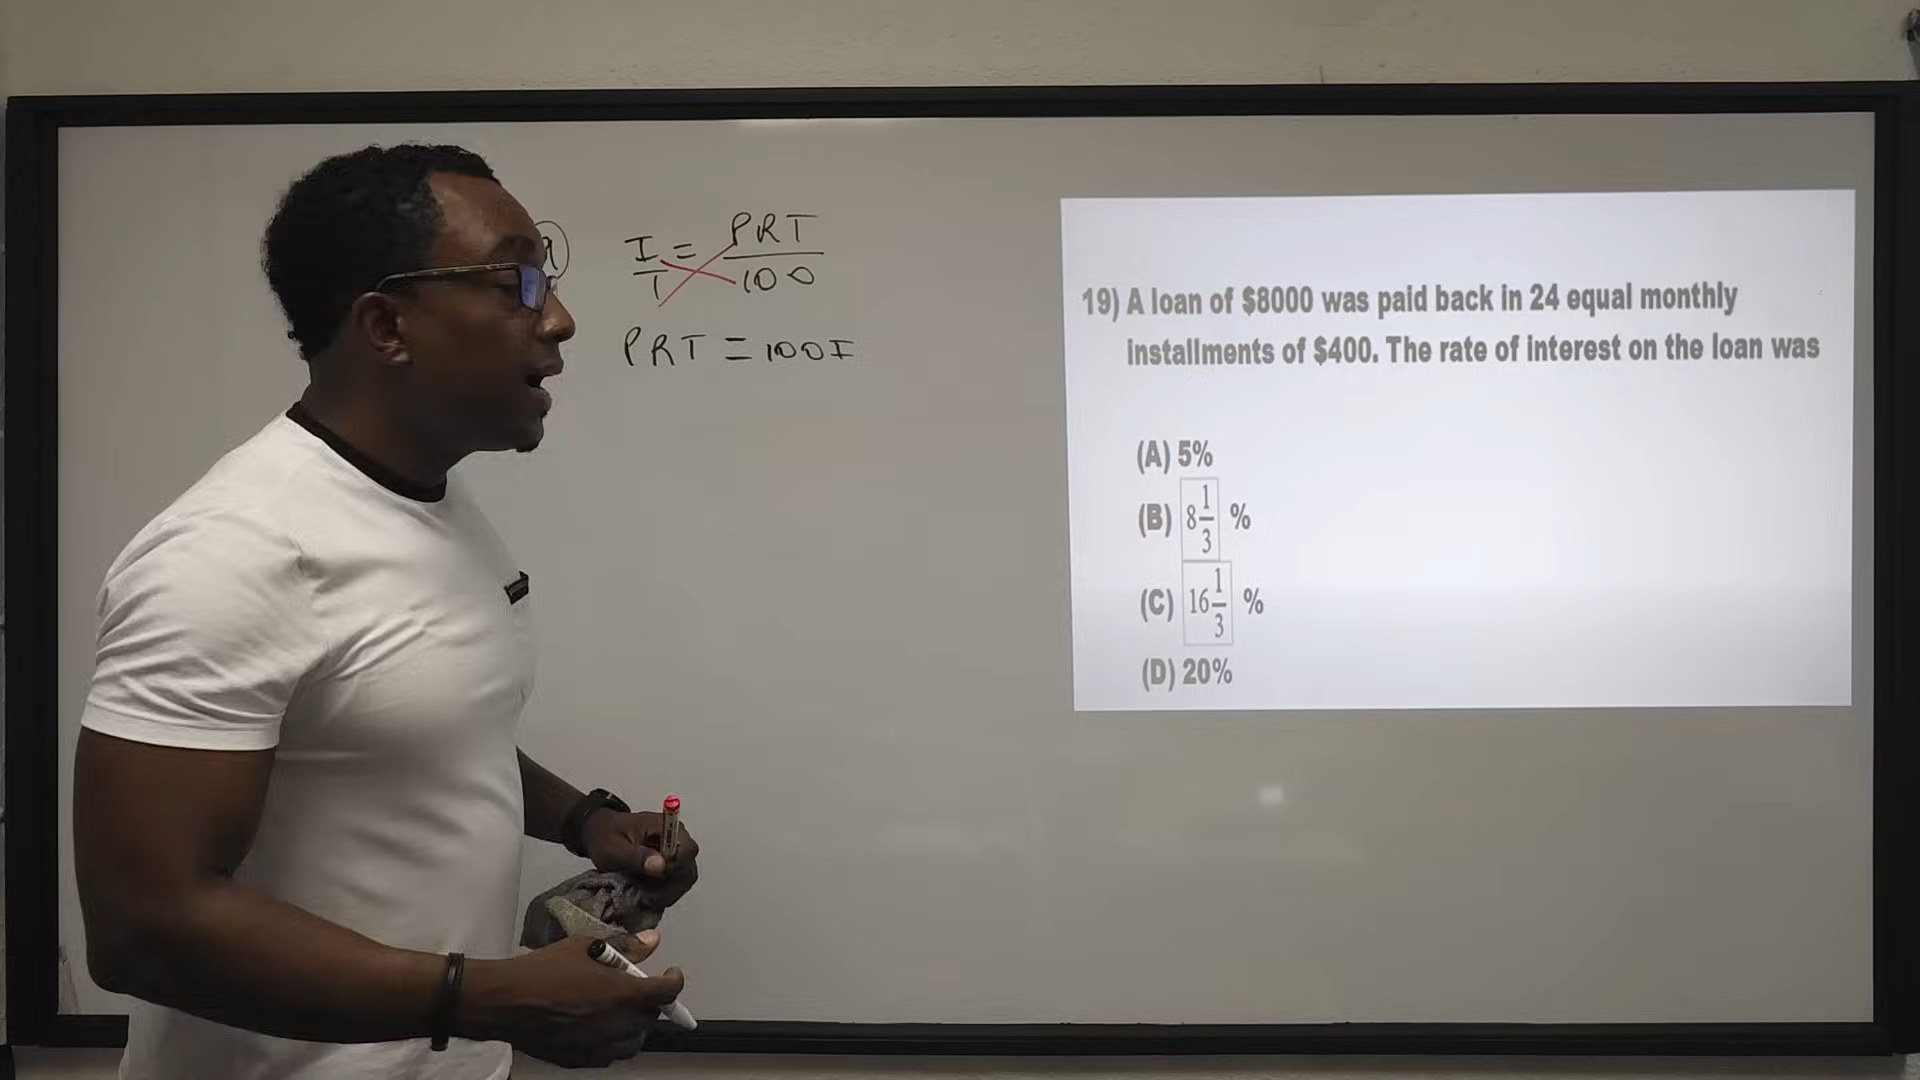 I = PRT
1 100
PRT = 100I
19) A loan of $8000 was paid back in 24 equal monthly
installments of $400. The rate of interest on the loan was
(A) 5%
(B) 8 1/3 %
(C) 16 1/3 %
(D) 20%